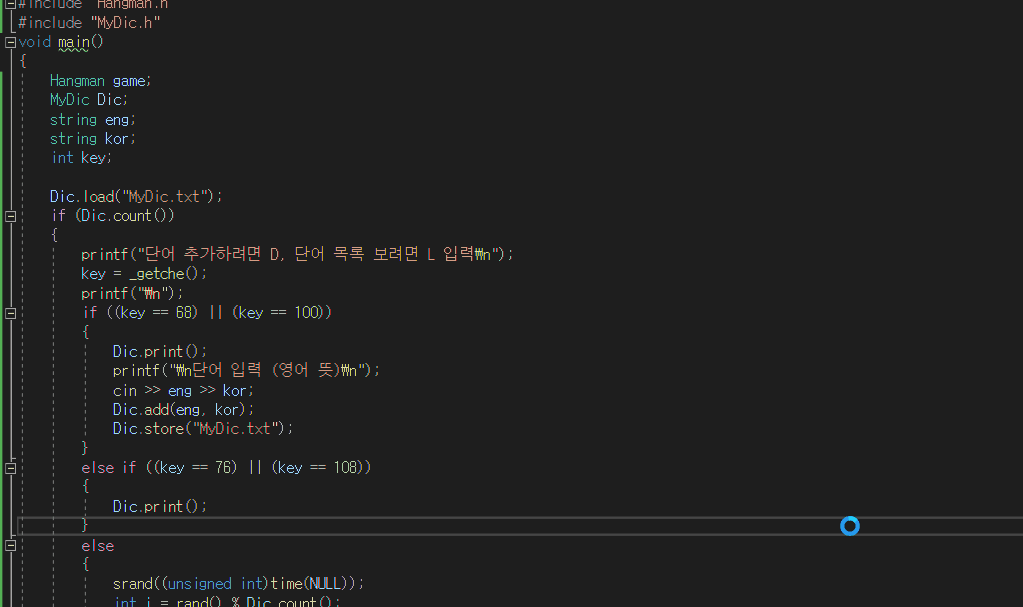 #include "Hangman.h"
#include "MyDic.h"
void main()
{
Hangman game;
MyDic Dic;
string eng;
string kor;
int key;
Dic.load("MyDic.txt");
if (Dic.count())
{
printf("단어 추가하려면 D, 단어 목록 보려면 L 입력₩n");
key = _getche();
printf("₩n");
if ((key == 68) || (key == 100))
{
Dic.print();
printf("₩n단어 입력 (영어 뜻)₩n");
cin >> eng >> kor;
Dic.add(eng, kor);
Dic.store("MyDic.txt");
}
else if ((key == 76) || (key == 108))
{
Dic.print();
}
else
{
srand((unsigned int)time(NULL));
int i = rand() % Dic.count();